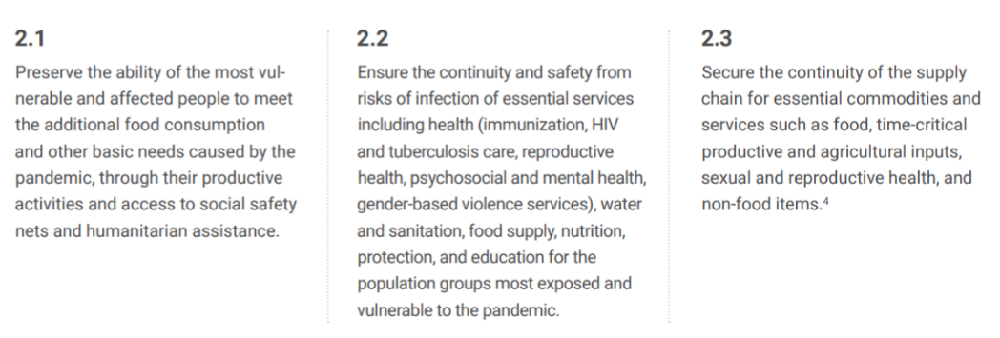 2.1
Preserve the ability of the most vul-
nerable and affected people to meet
the additional food consumption
and other basic needs caused by the
pandemic, through their productive
activities and access to social safety
nets and humanitarian assistance.
2.2
Ensure the continuity and safety from
risks of infection of essential services
including health (immunization, HIV
and tuberculosis care, reproductive
health, psychosocial and mental health,
gender-based violence services), water
and sanitation, food supply, nutrition,
protection, and education for the
population groups most exposed and
vulnerable to the pandemic.
2.3
Secure the continuity of the supply
chain for essential commodities and
services such as food, time-critical
productive and agricultural inputs,
sexual and reproductive health, and
non-food items.⁴